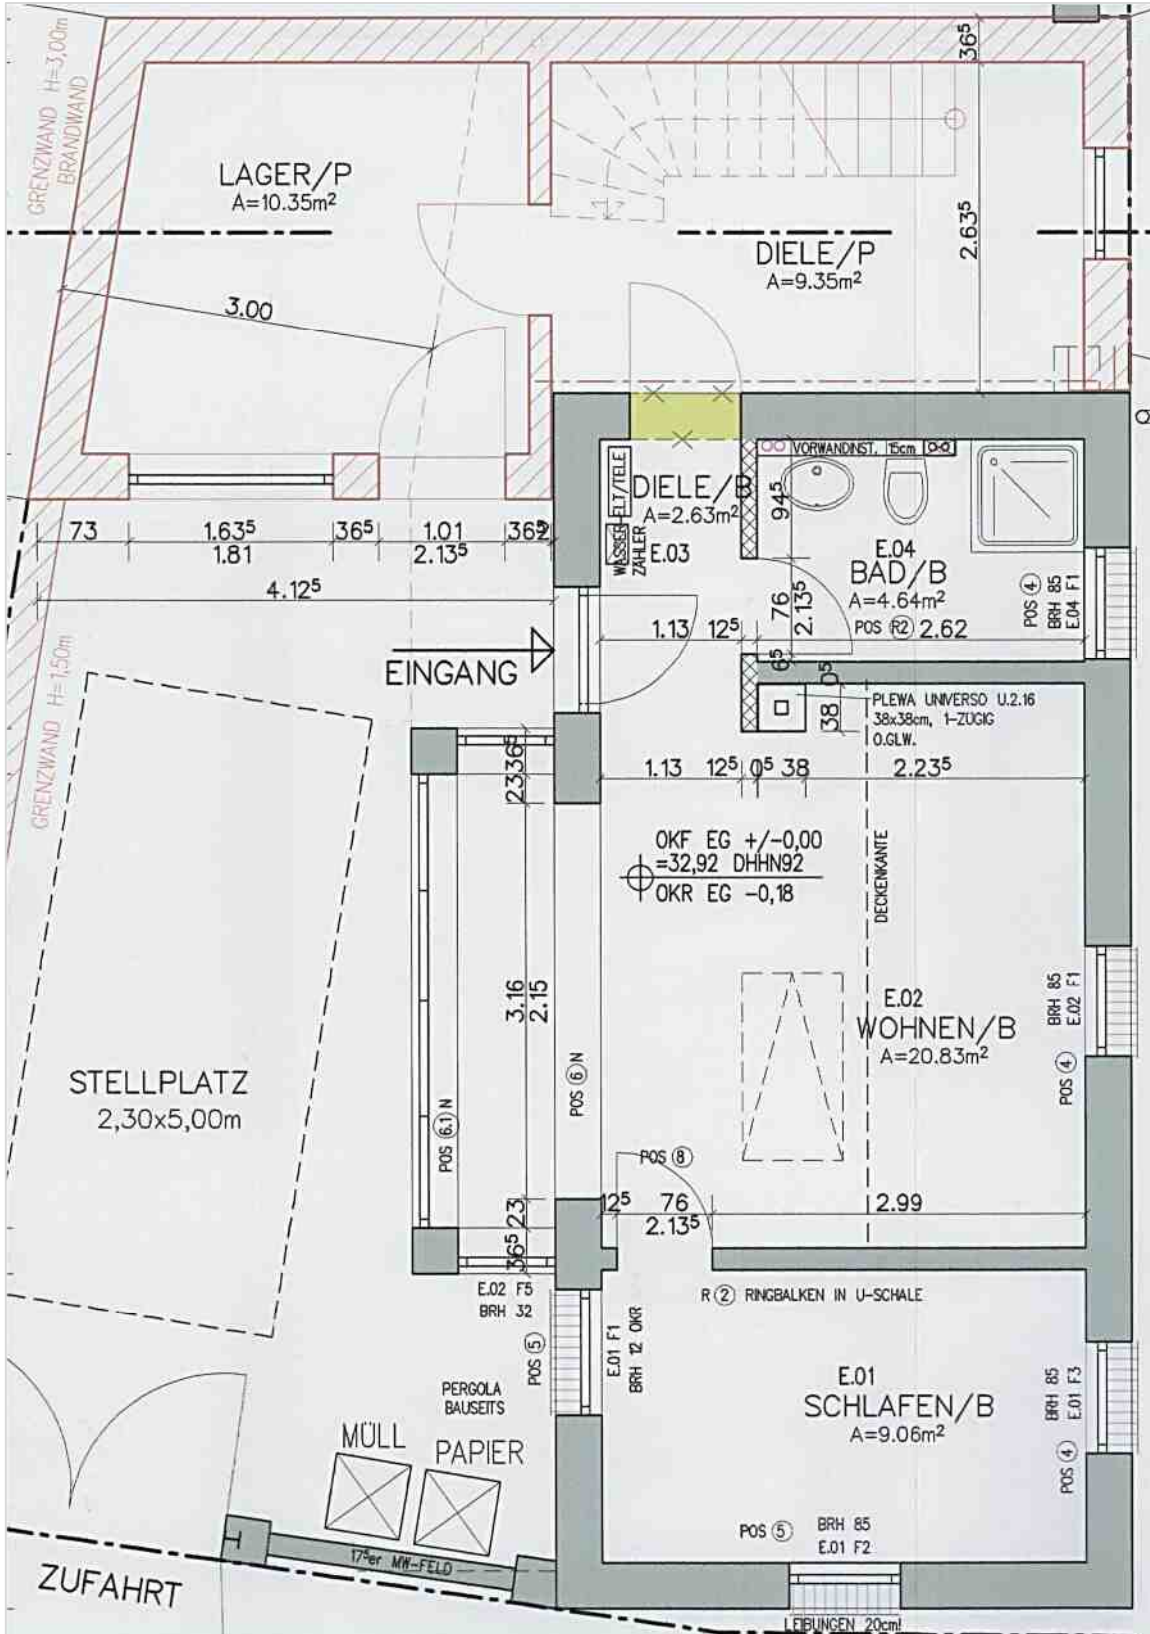 GRENZWAND H=3,00m
BRANDWAND
36⁵
LAGER/P
A=10.35m²
DIELE/P
A=9.35m²
2.63⁵
3.00
VORWANDINST. 15cm
ELT/TELE
DIELE/B
A=2.63m²
94⁵
WASSER
ZÄHLER
E.03
E.04
BAD/B
A=4.64m²
POS R2 2.62
POS 4
BRH 85
E.04 F1
73
1.63⁵
1.81
36⁵
1.01
2.13⁵
36⁵
4.12⁵
76
2.13⁵
1.13
12⁵
6⁵
0⁵
EINGANG
GRENZWAND H=1,50m
38
PLEWA UNIVERSO U.2.16
38x38cm, 1-ZÜGIG
O.GLW.
36⁵
23
1.13
12⁵
0⁵
38
2.23⁵
OKF EG +/-0,00
=32,92 DHHN92
OKR EG -0,18
DECKENKANTE
3.16
2.15
E.02
WOHNEN/B
A=20.83m²
BRH 85
E.02 F1
POS 4
STELLPLATZ
2,30x5,00m
POS 6 N
POS 6.1 N
POS 8
12⁵
76
2.13⁵
2.99
23
36⁵
E.02 F5
BRH 32
R 2 RINGBALKEN IN U-SCHALE
POS 5
E.01 F1
BRH 12 OKR
PERGOLA
BAUSEITS
E.01
SCHLAFEN/B
A=9.06m²
BRH 85
E.01 F3
POS 4
MÜLL
PAPIER
POS 5
BRH 85
E.01 F2
17⁵er MW-FELD
ZUFAHRT
LEIBUNGEN 20cm!